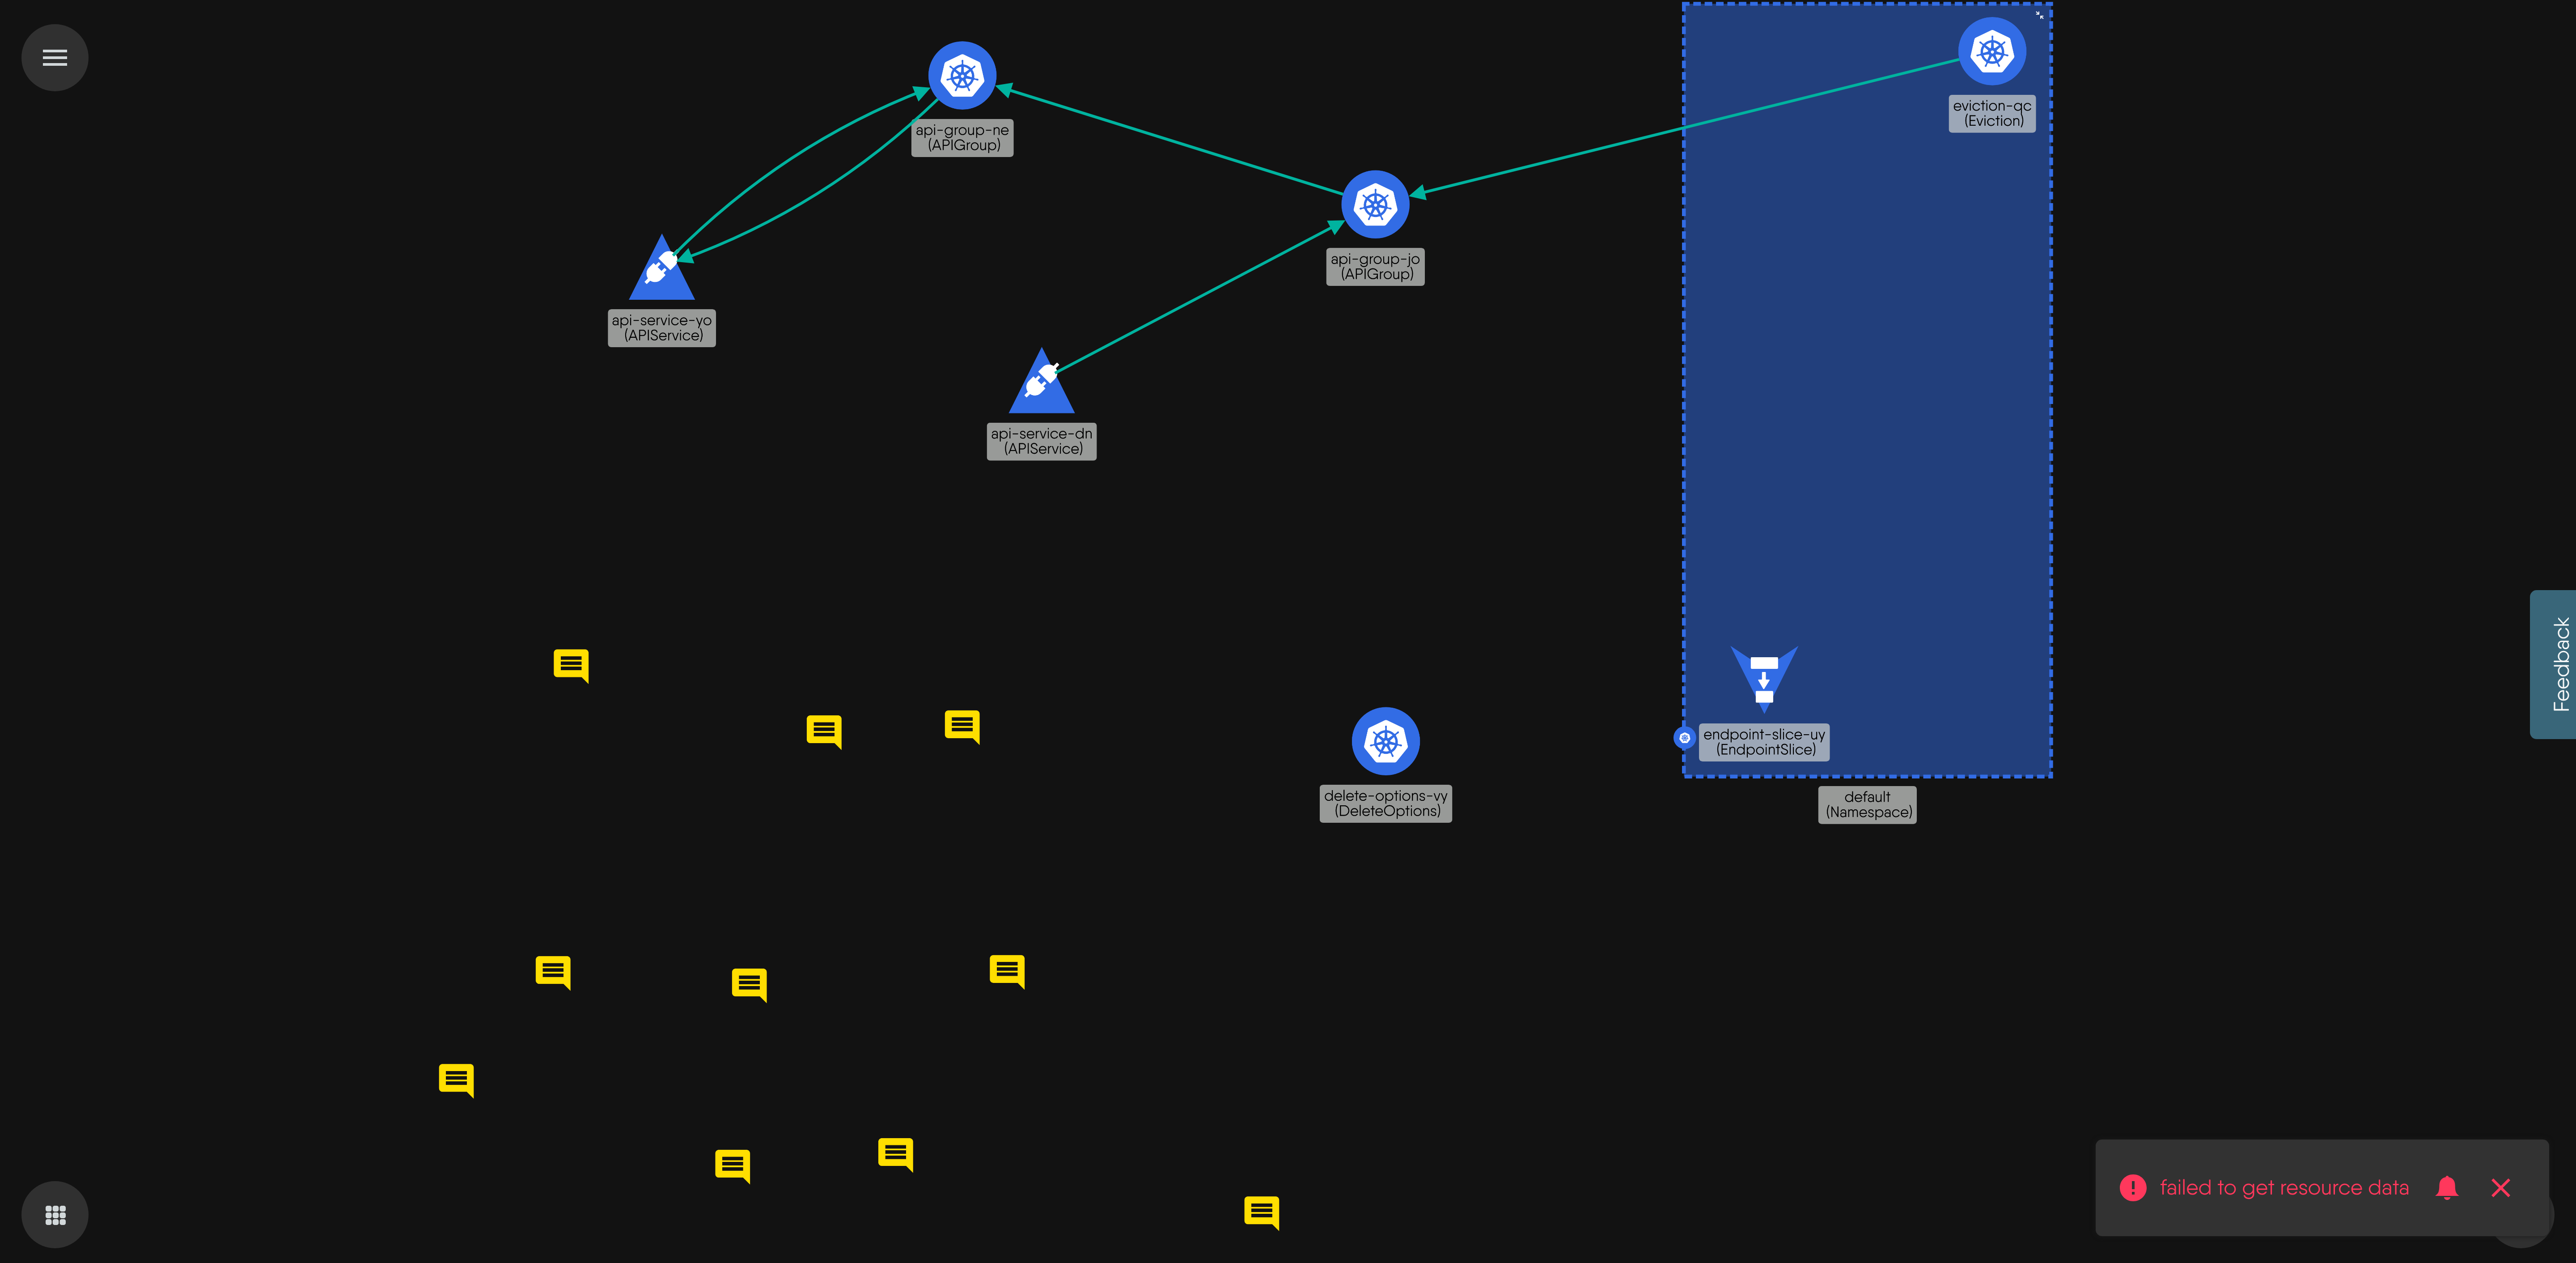 eviction-qc
(Eviction)
api-group-ne
(APIGroup)
api-group-jo
(APIGroup)
api-service-yo
(APIService)
api-service-dn
(APIService)
Feedback
endpoint-slice-uy
(EndpointSlice)
delete-options-vy
(DeleteOptions)
default
(Namespace)
failed to get resource data